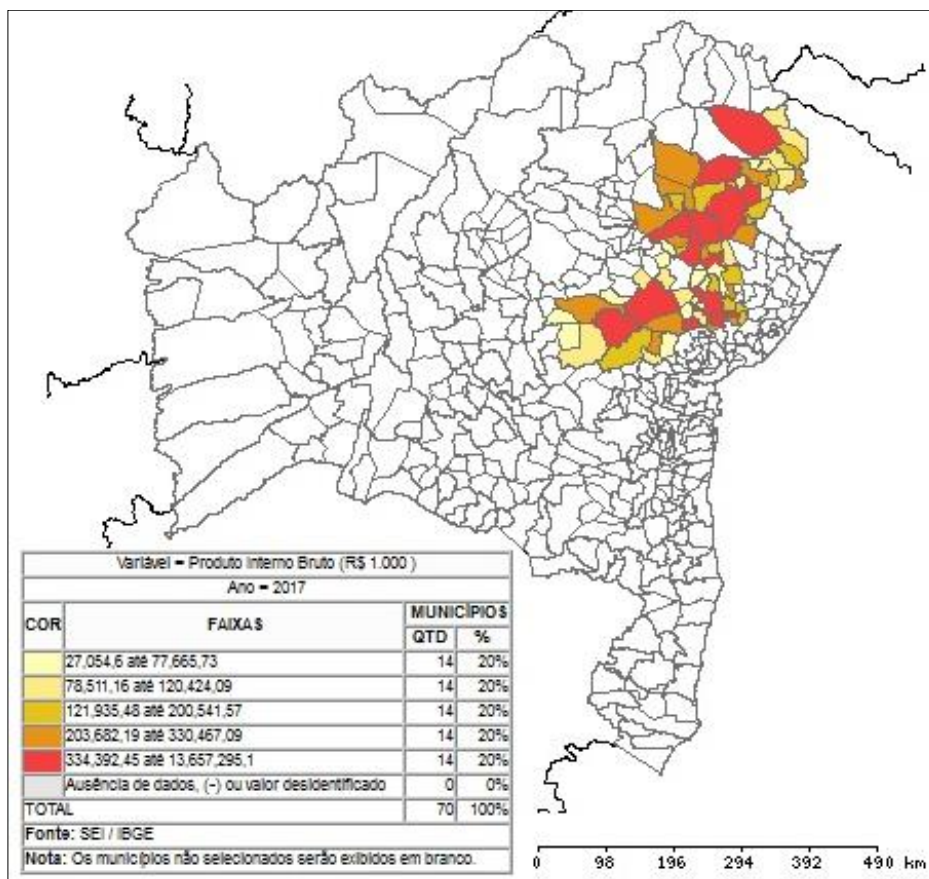 Variável = Produto Interno Bruto (R$ 1.000 )
Ano = 2017
COR FAIXAS MUNICÍPIOS
QTD %
27,054,6 até 77,665,73 14 20%
78,511,16 até 120,424,09 14 20%
121,935,48 até 200,541,57 14 20%
203,682,19 até 330,467,09 14 20%
334,392,45 até 13,657,295,1 14 20%
Ausência de dados, (-) ou valor desidentificado 0 0%
TOTAL 70 100%
Fonte: SEI / IBGE
Nota: Os municípios não selecionados serão exibidos em branco.
0 98 196 294 392 490 km